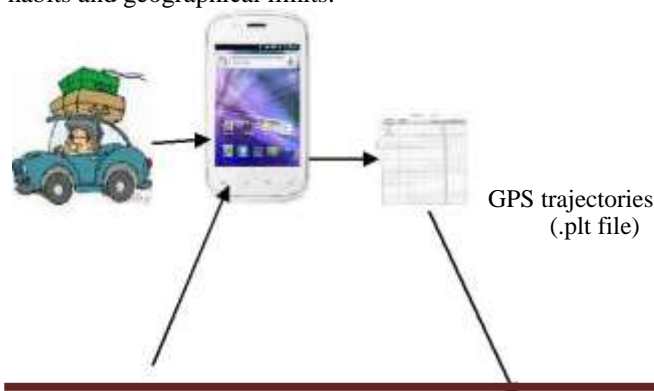 habits and geographical limits.
GPS trajectories
(.plt file)